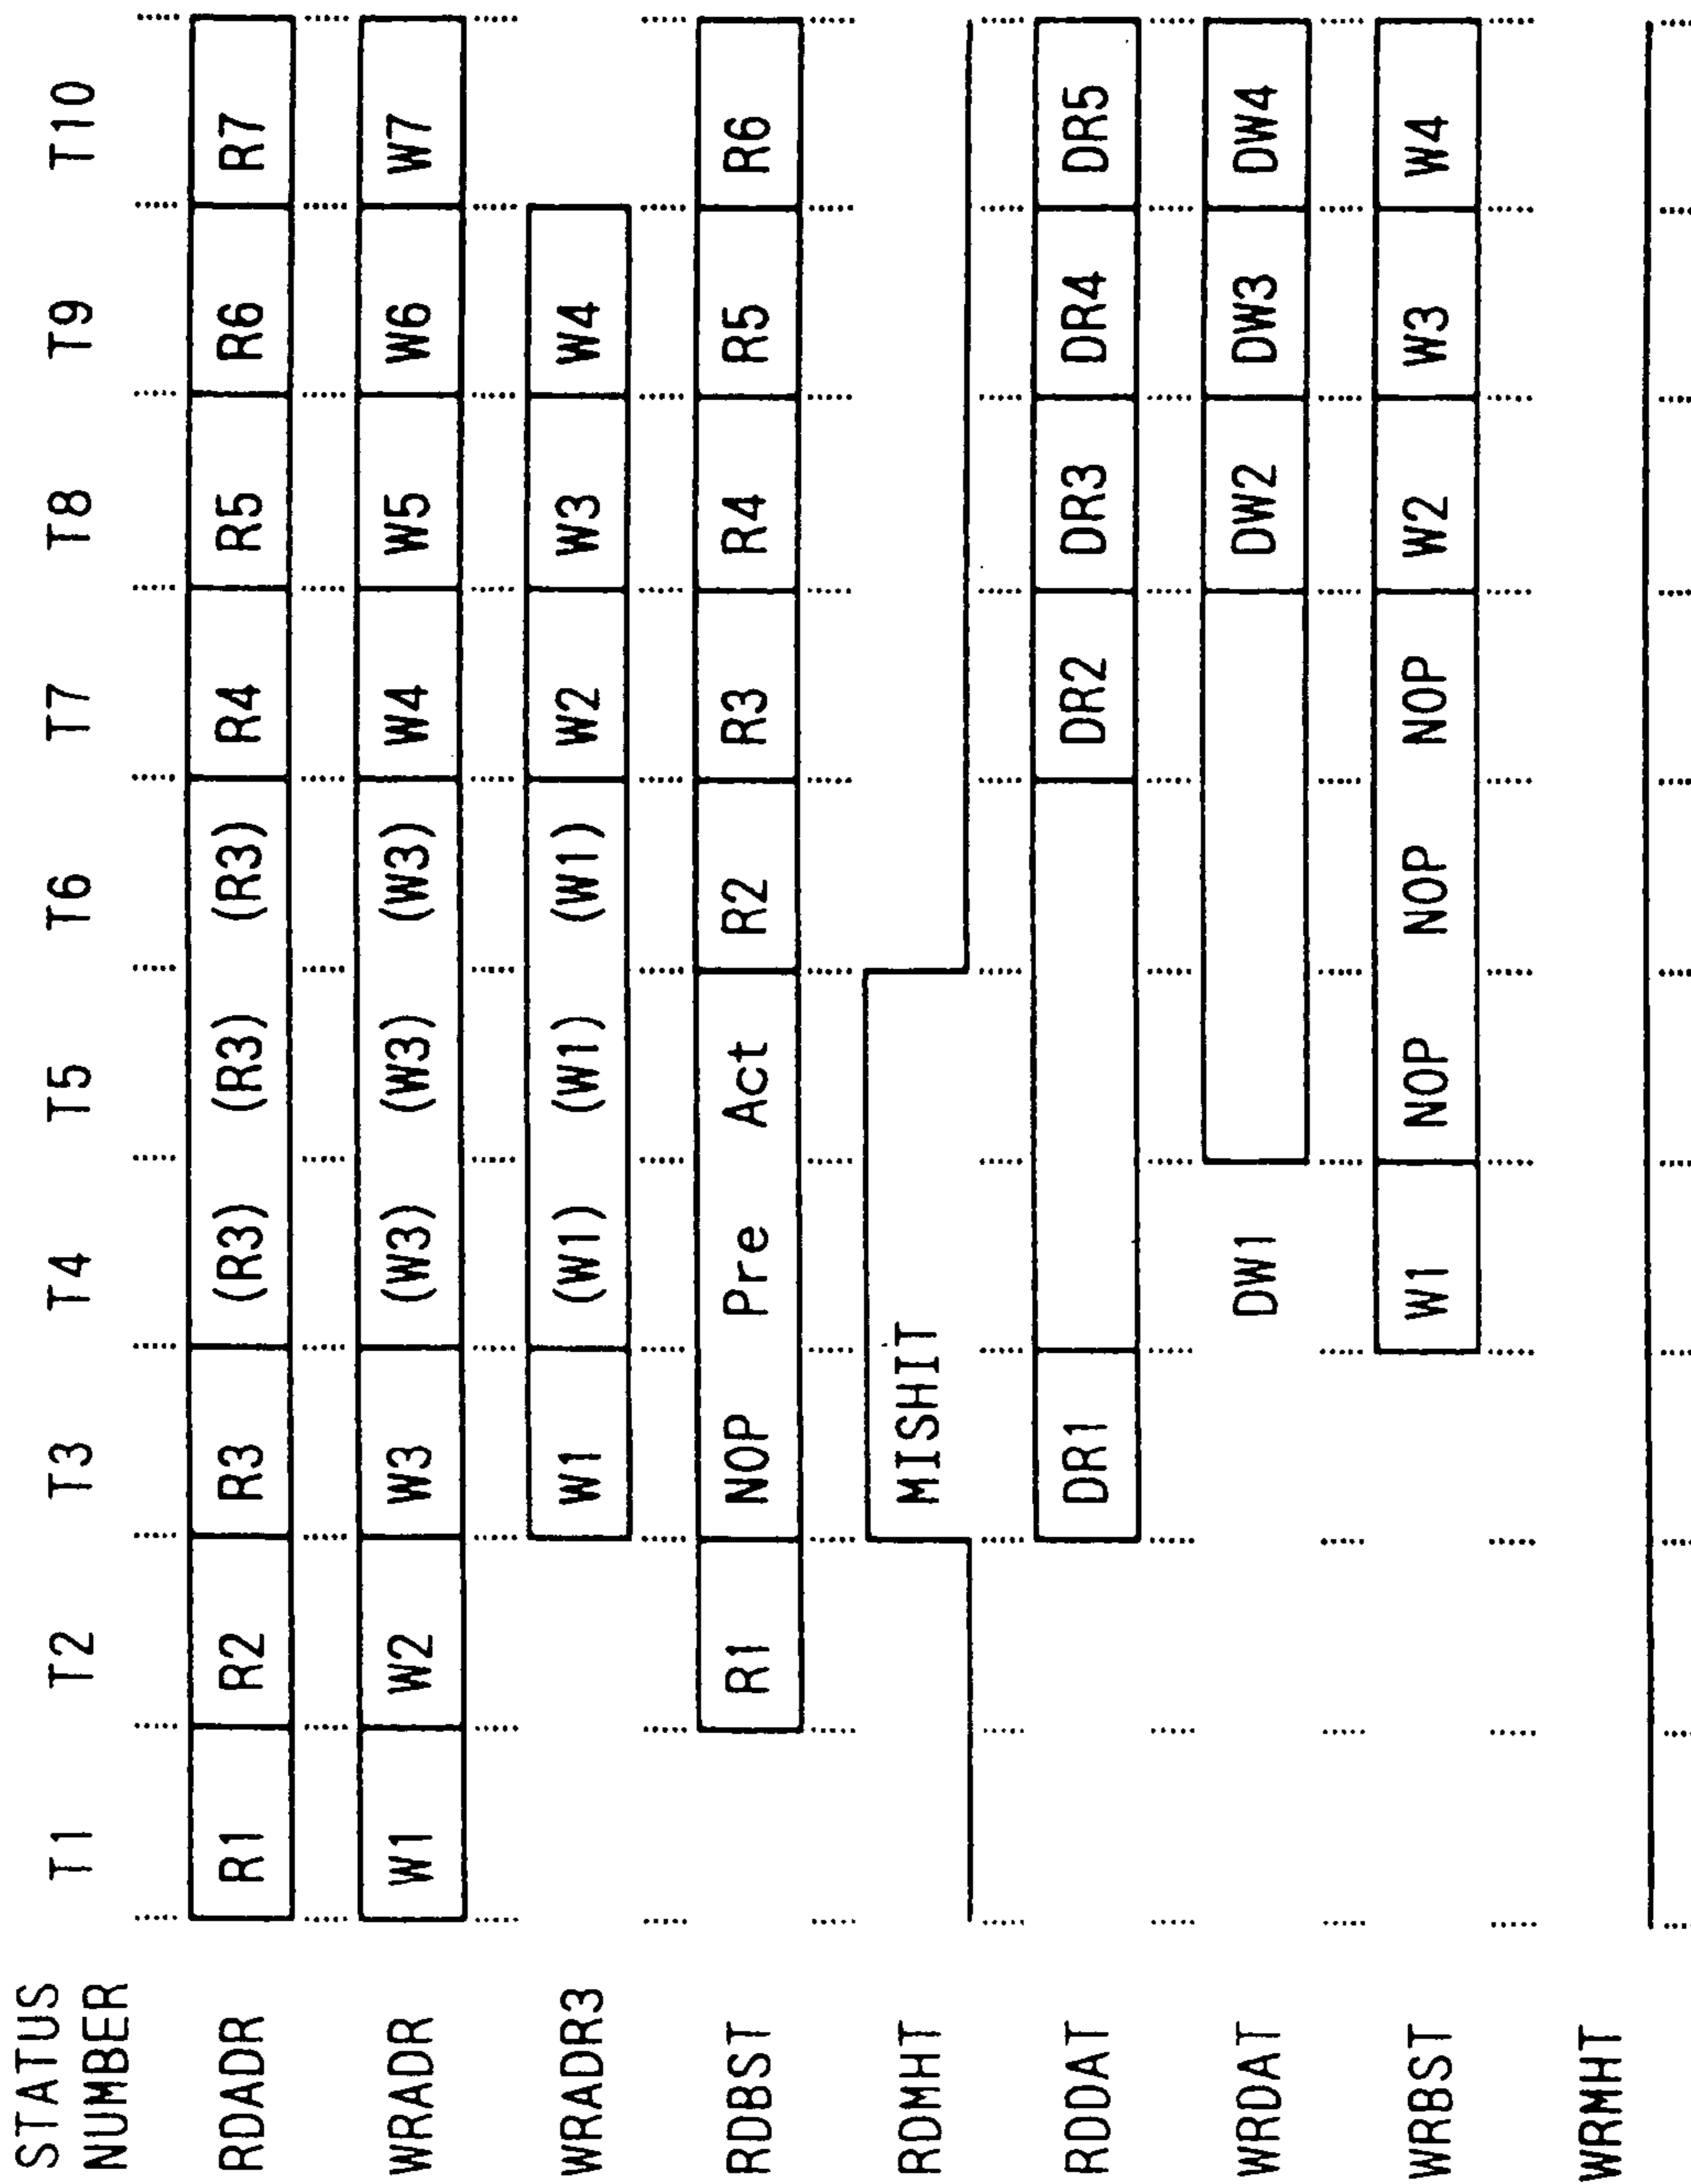 STATUS NUMBER T1 T2 T3 T4 T5 T6 T7 T8 T9 T10
RDADR R1 R2 R3 (R3) (R3) (R3) R4 R5 R6 R7
WRADR W1 W2 W3 (W3) (W3) (W3) W4 W5 W6 W7
WRADR3 W1 (W1) (W1) (W1) W2 W3 W4
RDBST R1 NOP Pre Act R2 R3 R4 R5 R6
RDMHT MISHIT
RDDAT DR1 DR2 DR3 DR4 DR5
WRDAT DW1 DW2 DW3 DW4
WRBST W1 NOP NOP NOP W2 W3 W4
WRMHT